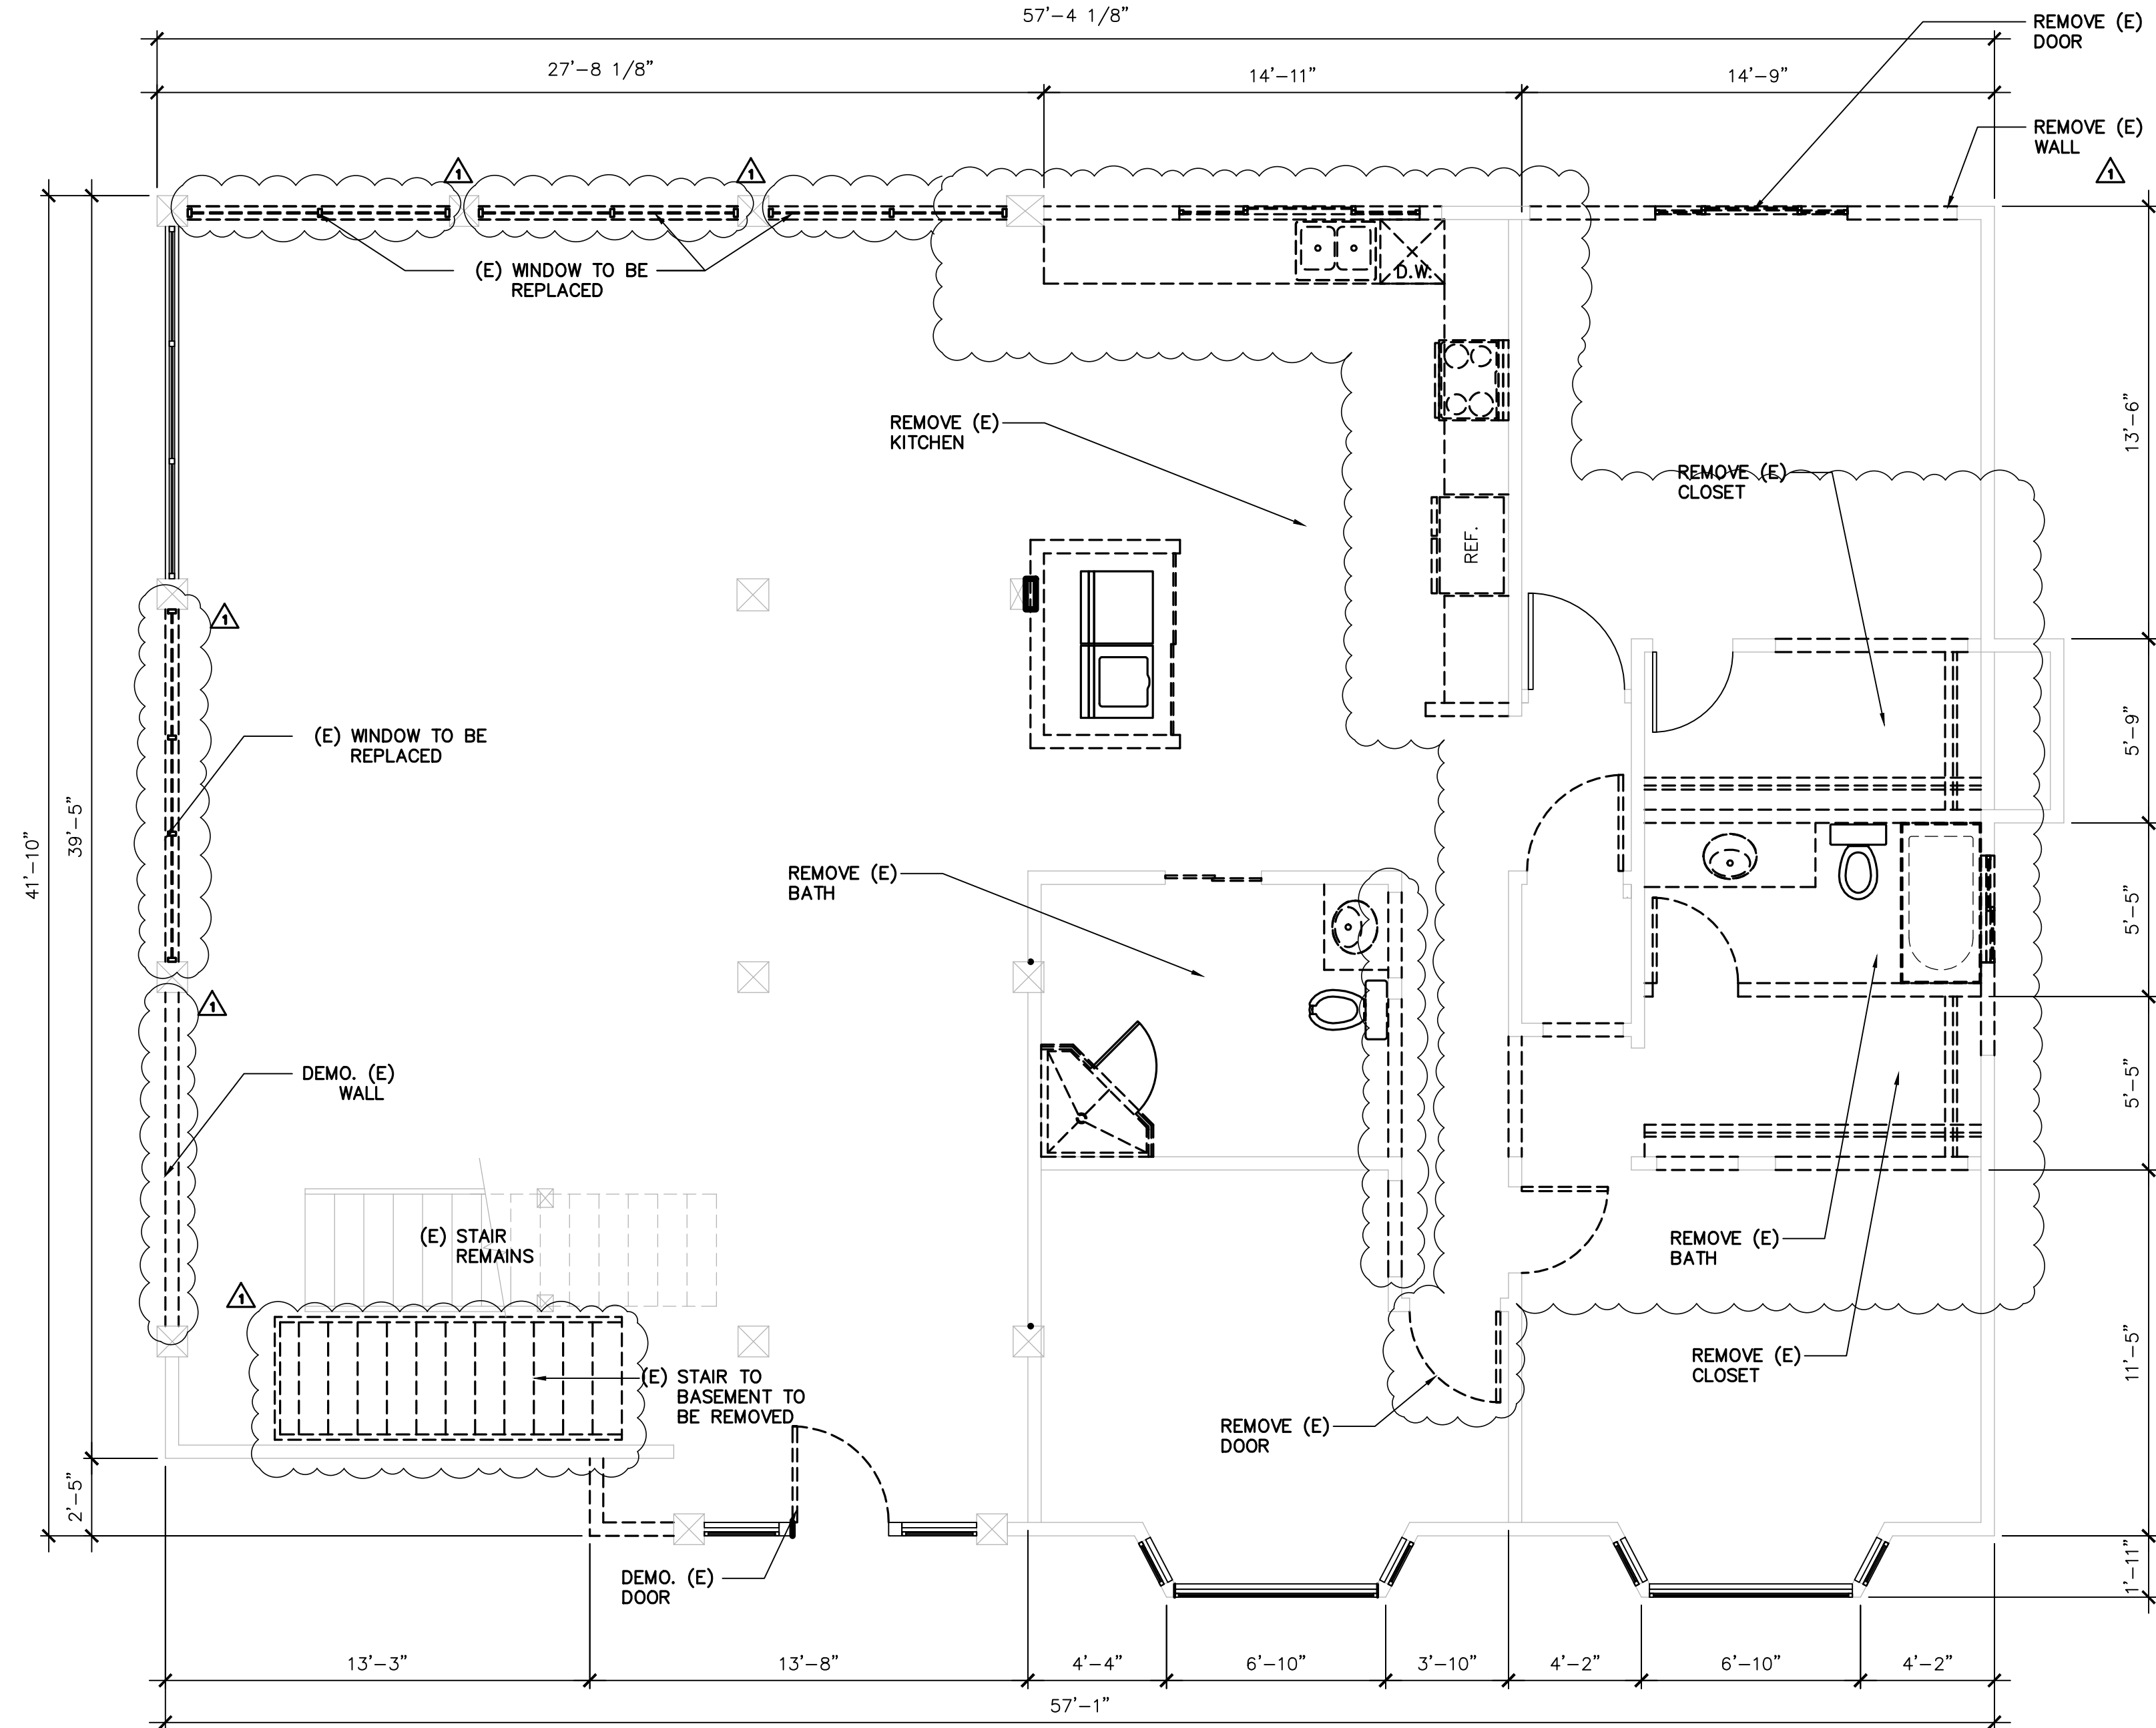 57'-4 1/8"
REMOVE (E)
DOOR
27'-8 1/8"
14'-11"
14'-9"
REMOVE (E)
WALL
1
1
1
(E) WINDOW TO BE
REPLACED
D.W.
REMOVE (E)
KITCHEN
13'-6"
REMOVE (E)
CLOSET
REF.
1
(E) WINDOW TO BE
REPLACED
5'-9"
39'-5"
41'-10"
REMOVE (E)
BATH
5'-5"
1
DEMO. (E)
WALL
5'-5"
(E) STAIR
REMAINS
REMOVE (E)
BATH
1
(E) STAIR TO
BASEMENT TO
BE REMOVED
REMOVE (E)
CLOSET
11'-5"
REMOVE (E)
DOOR
2'-5"
DEMO. (E)
DOOR
1'-11"
13'-3"
13'-8"
4'-4"
6'-10"
3'-10"
4'-2"
6'-10"
4'-2"
57'-1"